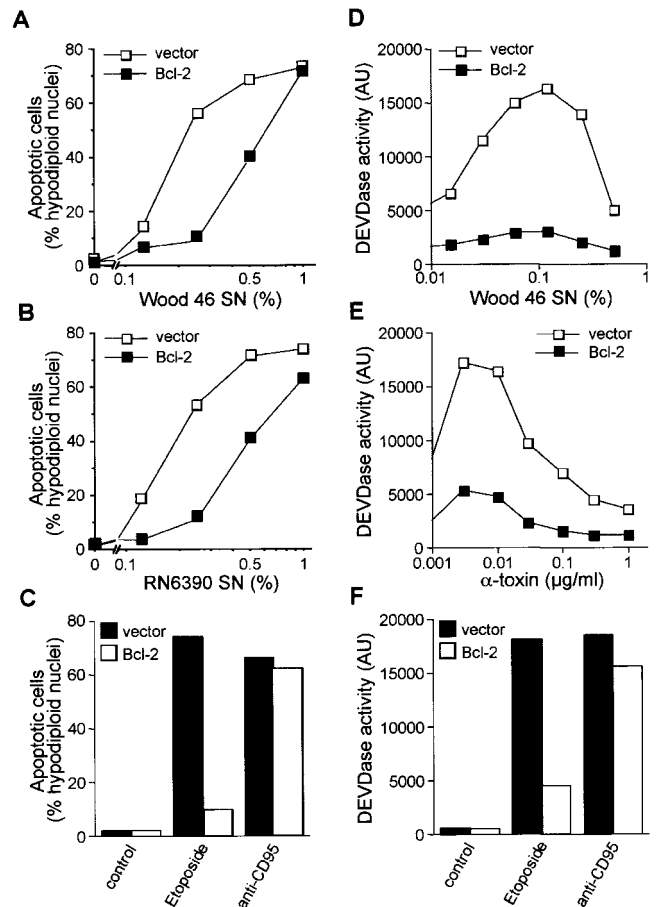 A
vector
Bcl-2
Apoptotic cells
(% hypodiploid nuclei)
80
60
40
20
0
0 0.1 0.5 1
Wood 46 SN (%)
B
vector
Bcl-2
Apoptotic cells
(% hypodiploid nuclei)
80
60
40
20
0
0 0.1 0.5 1
RN6390 SN (%)
C
vector
Bcl-2
Apoptotic cells
(% hypodiploid nuclei)
80
60
40
20
0
control
Etoposide
anti-CD95
D
vector
Bcl-2
DEVDase activity (AU)
20000
15000
10000
5000
0
0.01 0.1 1
Wood 46 SN (%)
E
vector
Bcl-2
DEVDase activity (AU)
20000
15000
10000
5000
0
0.001 0.01 0.1 1
α-toxin (μg/ml)
F
vector
Bcl-2
DEVDase activity (AU)
20000
15000
10000
5000
0
control
Etoposide
anti-CD95